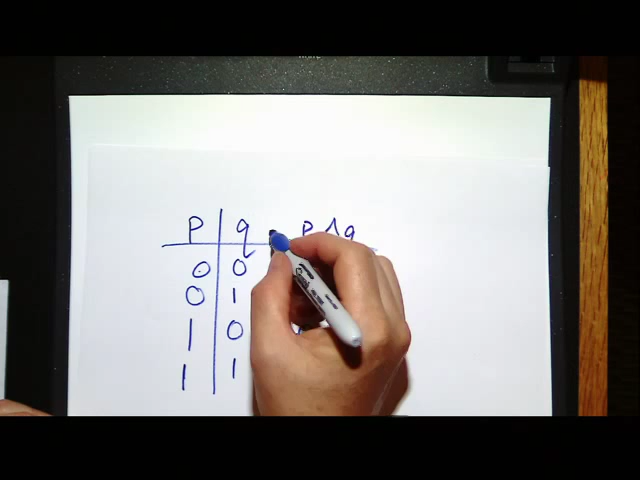 p q p ∧ q
0 0
0 1
1 0
1 1